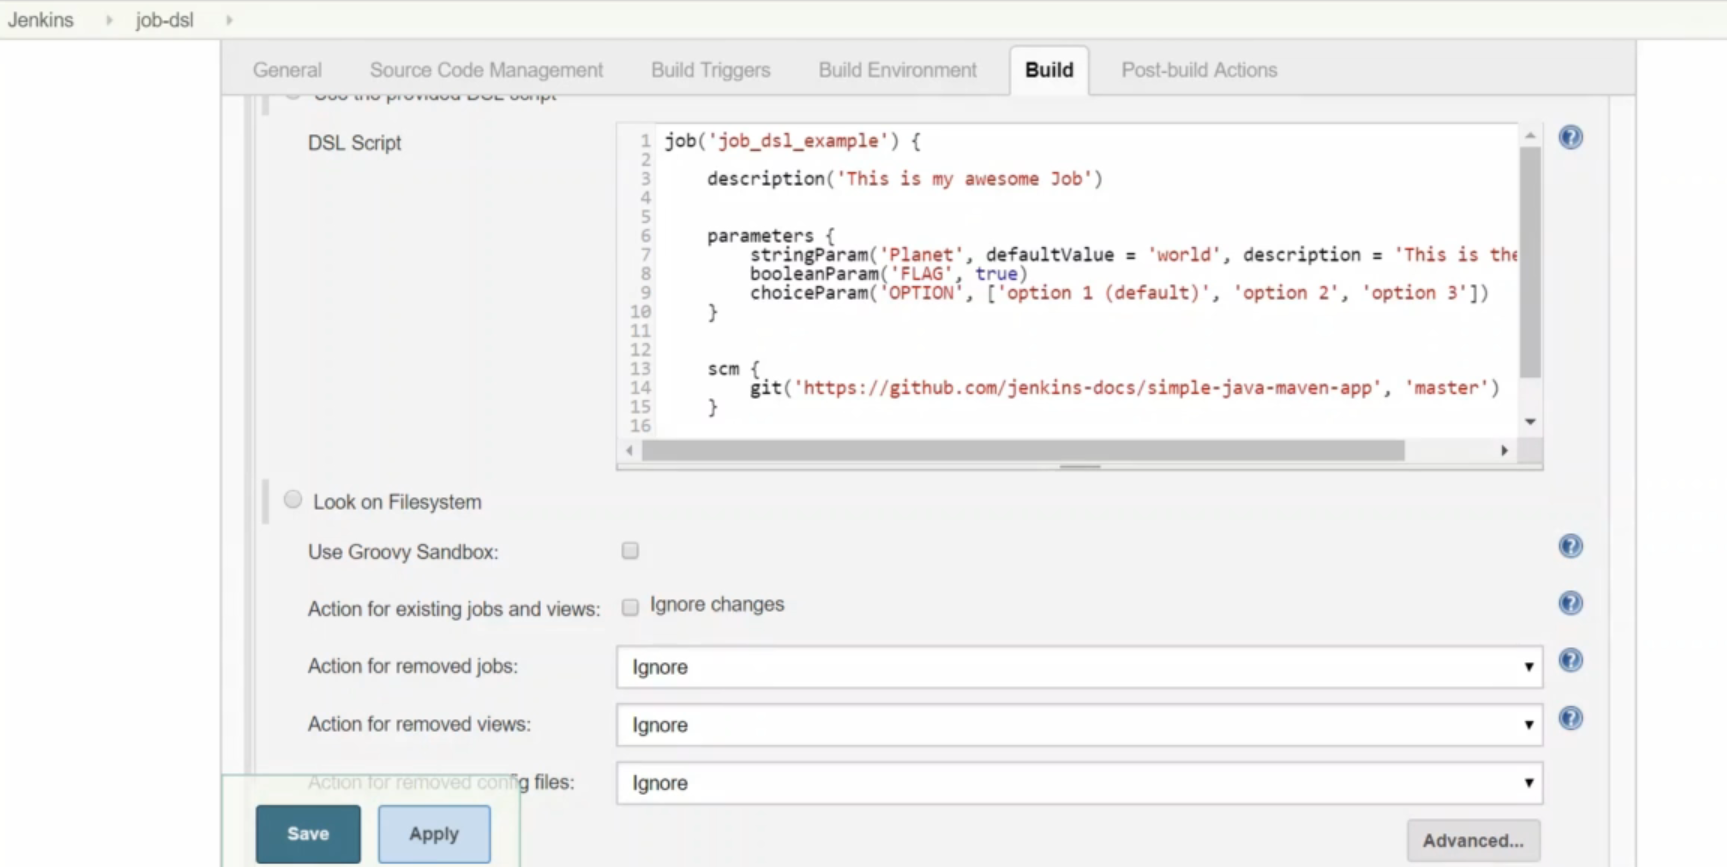 Jenkins job-dsl
General Source Code Management Build Triggers Build Environment Build Post-build Actions
Use the provided DSL script
DSL Script
1 job('job_dsl_example') {
2
3 description('This is my awesome Job')
4
5
6 parameters {
7 stringParam('Planet', defaultValue = 'world', description = 'This is the
8 booleanParam('FLAG', true)
9 choiceParam('OPTION', ['option 1 (default)', 'option 2', 'option 3'])
10 }
11
12
13 scm {
14 git('https://github.com/jenkins-docs/simple-java-maven-app', 'master')
15 }
16
Look on Filesystem
Use Groovy Sandbox:
Action for existing jobs and views: Ignore changes
Action for removed jobs: Ignore
Action for removed views: Ignore
Action for removed config files: Ignore
Save Apply Advanced...